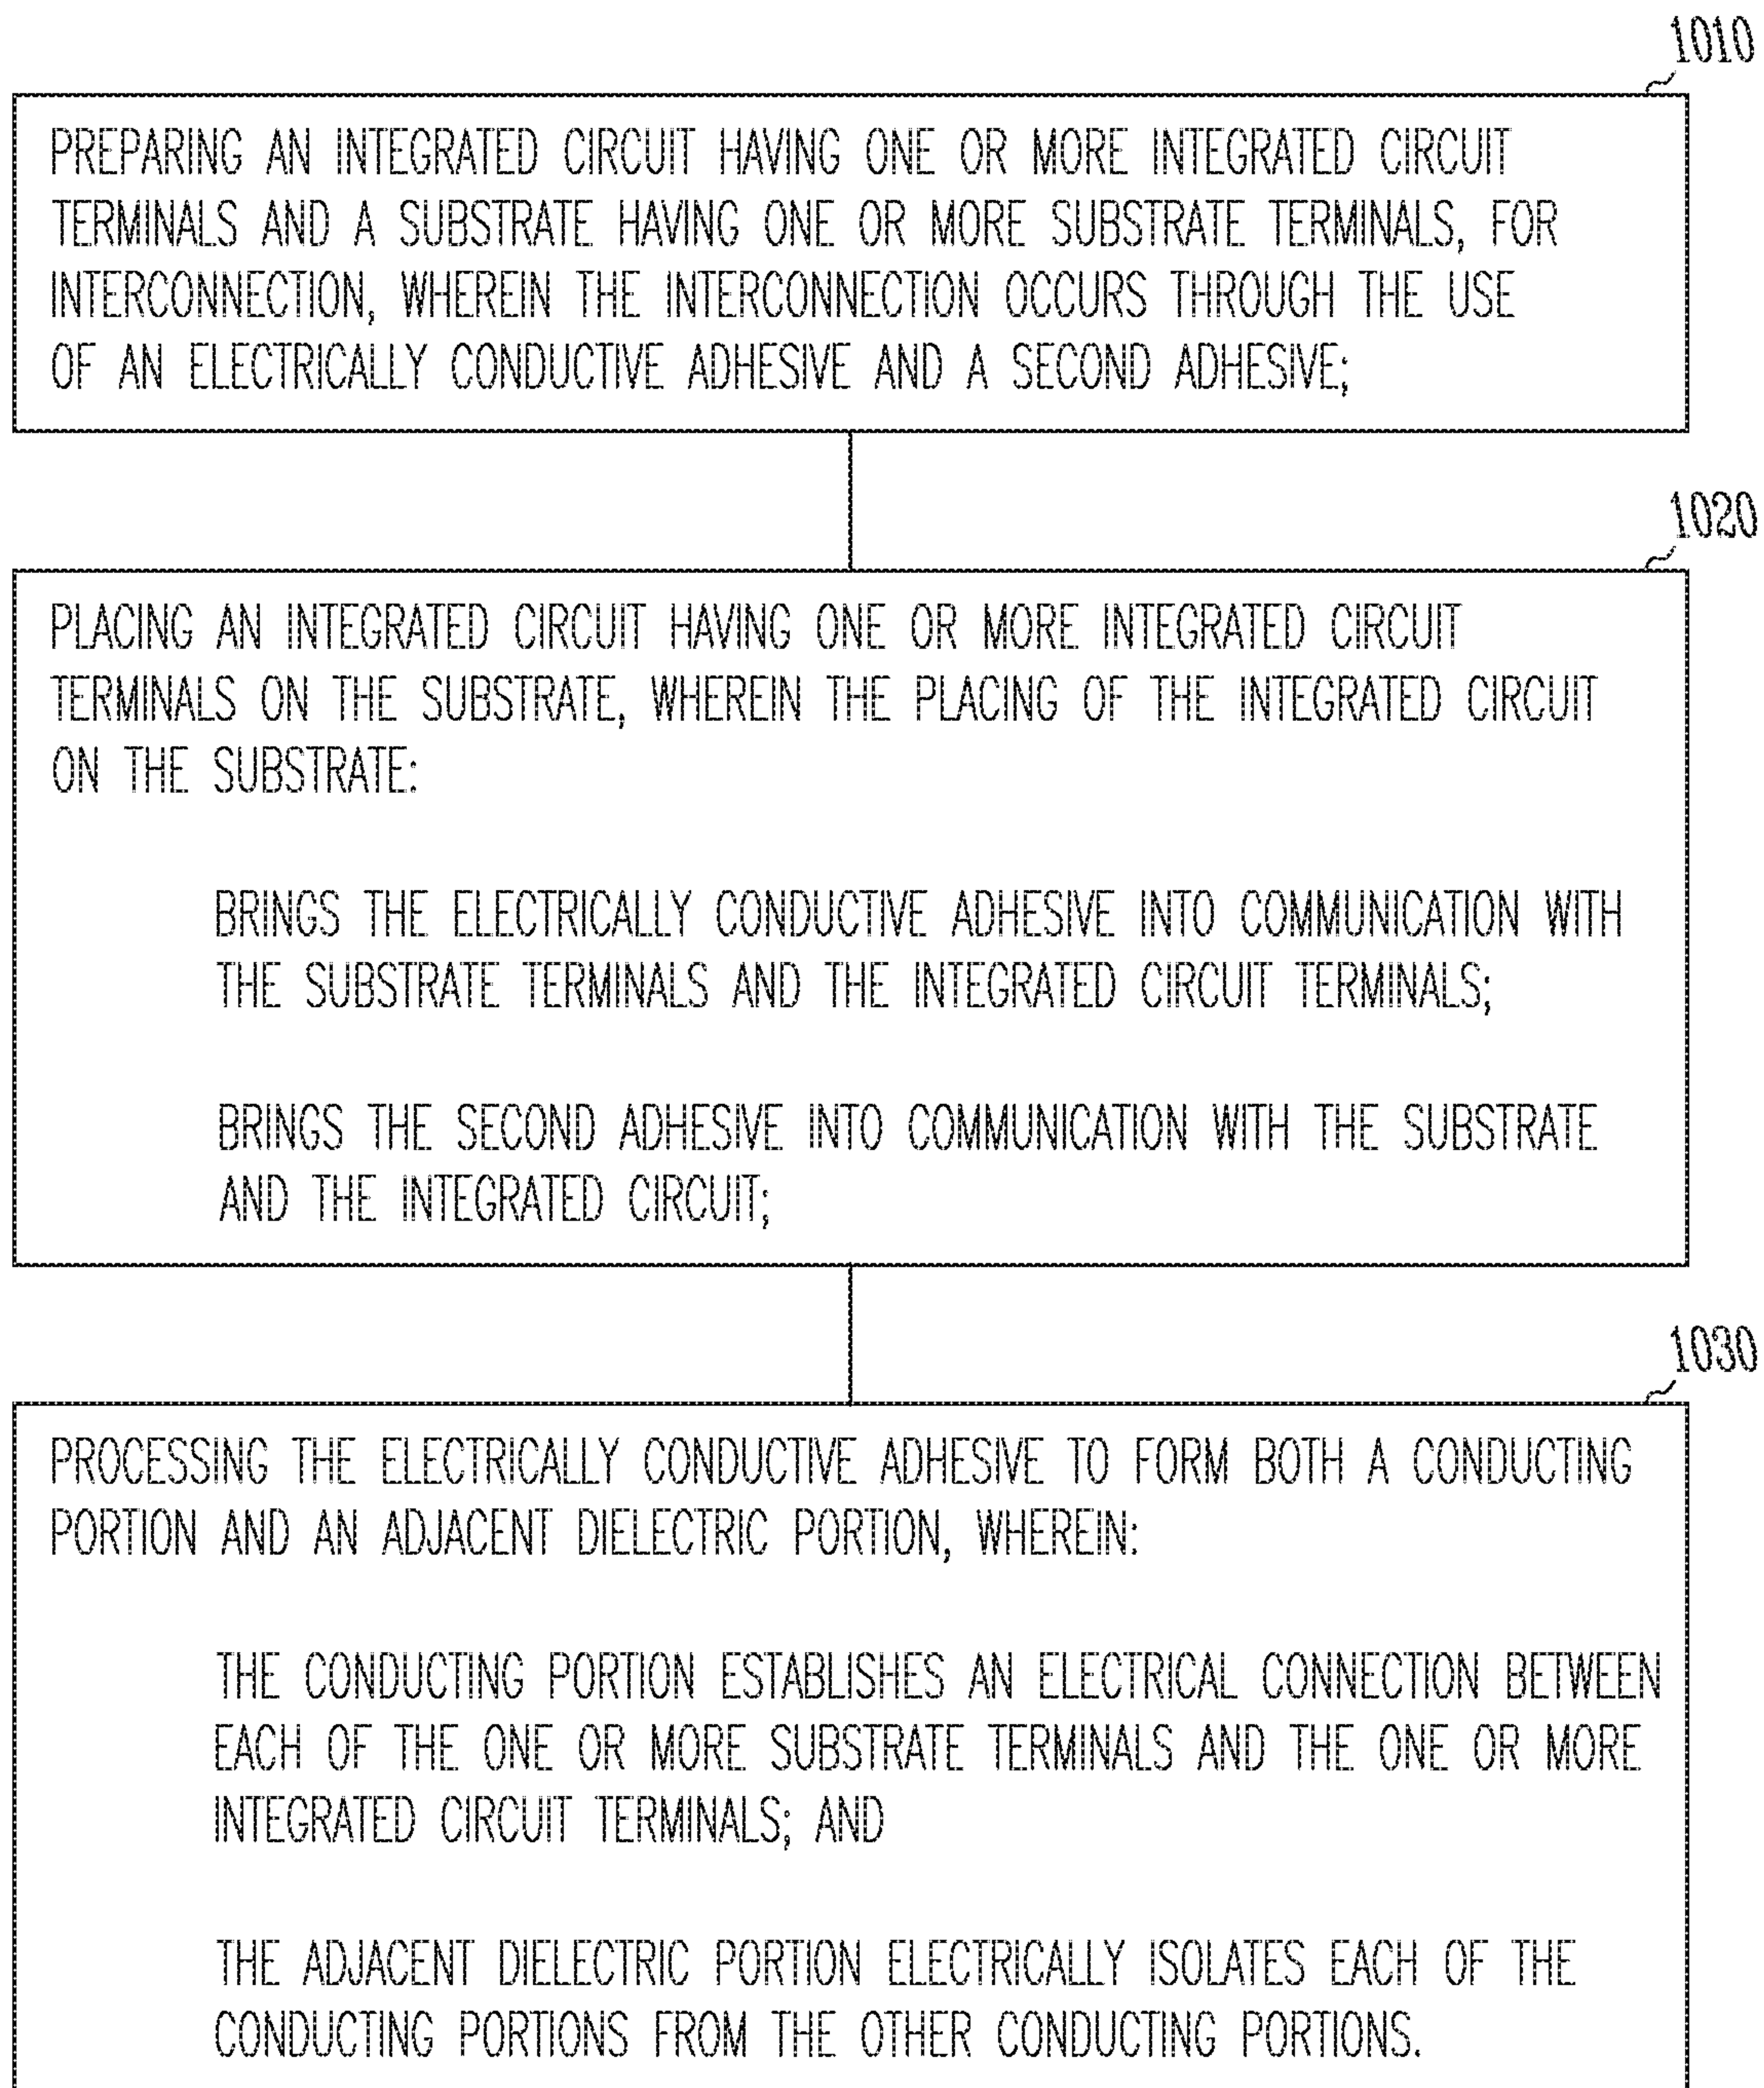 1010
PREPARING AN INTEGRATED CIRCUIT HAVING ONE OR MORE INTEGRATED CIRCUIT
TERMINALS AND A SUBSTRATE HAVING ONE OR MORE SUBSTRATE TERMINALS, FOR
INTERCONNECTION, WHEREIN THE INTERCONNECTION OCCURS THROUGH THE USE
OF AN ELECTRICALLY CONDUCTIVE ADHESIVE AND A SECOND ADHESIVE;
1020
PLACING AN INTEGRATED CIRCUIT HAVING ONE OR MORE INTEGRATED CIRCUIT
TERMINALS ON THE SUBSTRATE, WHEREIN THE PLACING OF THE INTEGRATED CIRCUIT
ON THE SUBSTRATE:
BRINGS THE ELECTRICALLY CONDUCTIVE ADHESIVE INTO COMMUNICATION WITH
THE SUBSTRATE TERMINALS AND THE INTEGRATED CIRCUIT TERMINALS;
BRINGS THE SECOND ADHESIVE INTO COMMUNICATION WITH THE SUBSTRATE
AND THE INTEGRATED CIRCUIT;
1030
PROCESSING THE ELECTRICALLY CONDUCTIVE ADHESIVE TO FORM BOTH A CONDUCTING
PORTION AND AN ADJACENT DIELECTRIC PORTION, WHEREIN:
THE CONDUCTING PORTION ESTABLISHES AN ELECTRICAL CONNECTION BETWEEN
EACH OF THE ONE OR MORE SUBSTRATE TERMINALS AND THE ONE OR MORE
INTEGRATED CIRCUIT TERMINALS; AND
THE ADJACENT DIELECTRIC PORTION ELECTRICALLY ISOLATES EACH OF THE
CONDUCTING PORTIONS FROM THE OTHER CONDUCTING PORTIONS.